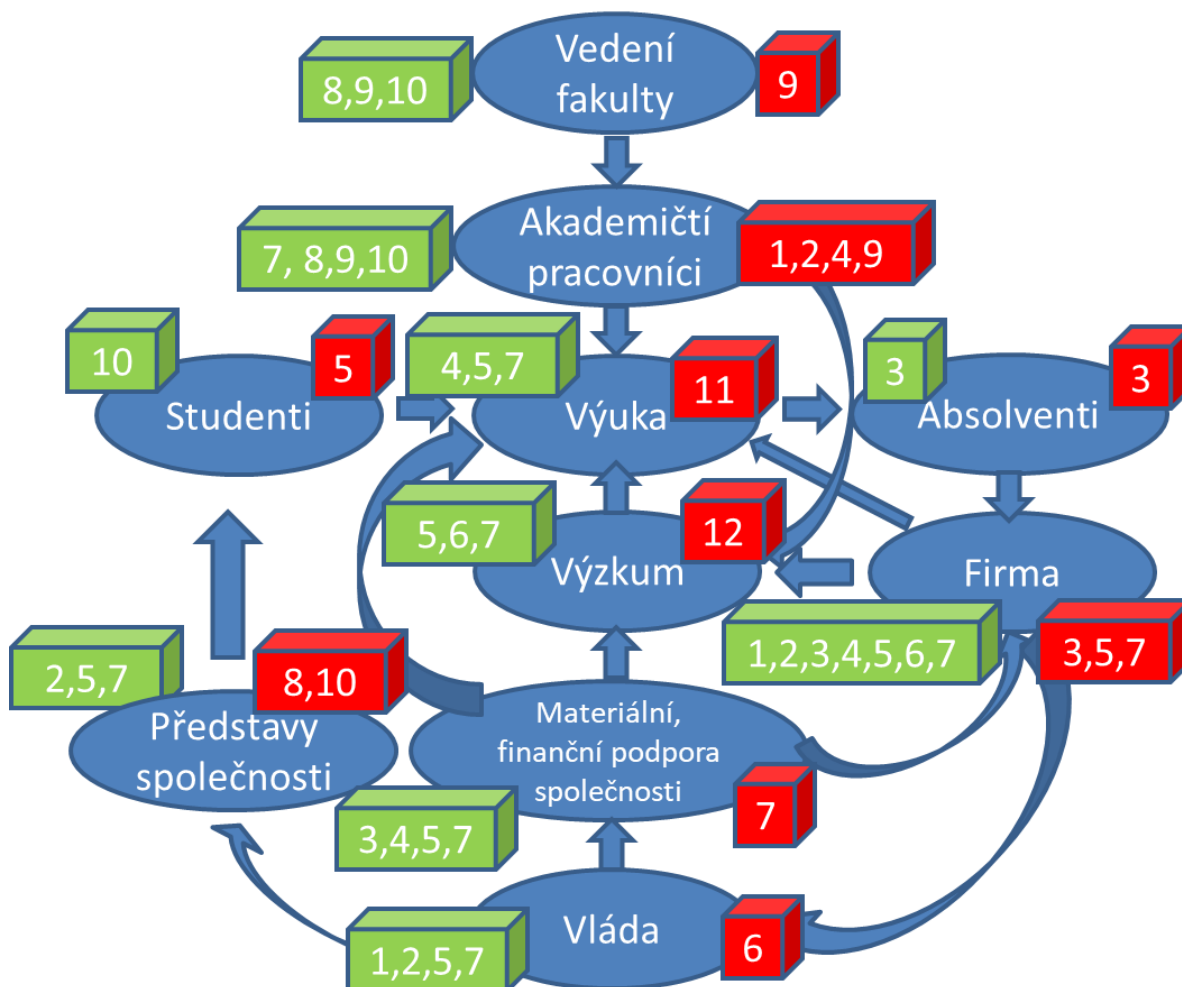 8,9,10
Vedení
fakulty
9
7, 8,9,10
Akademičtí
pracovníci
1,2,4,9
10
Studenti
5
4,5,7
Výuka
11
3
Absolventi
3
5,6,7
Výzkum
12
Firma
1,2,3,4,5,6,7
3,5,7
2,5,7
Představy
společnosti
8,10
Materiální,
finanční podpora
společnosti
7
3,4,5,7
1,2,5,7
Vláda
6